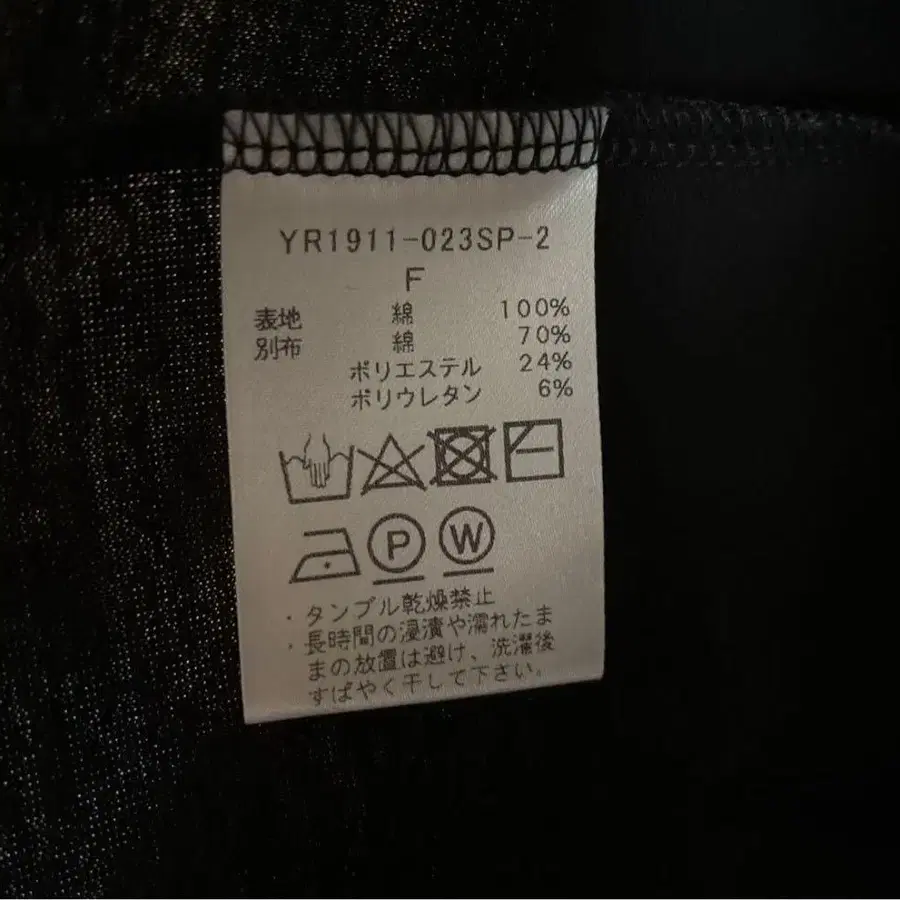 YR1911-023SP-2
F
表地 綿 100%
別布 綿 70%
ポリエステル 24%
ポリウレタン 6%
P W
・タンブル乾燥禁止
・長時間の浸漬や濡れたま
まの放置は避け、洗濯後
すばやく干して下さい。